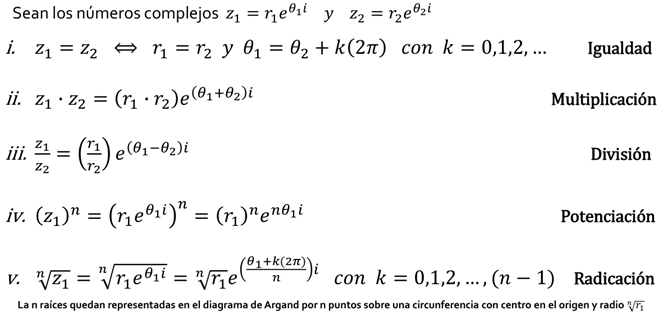 Sean los números complejos z₁ = r₁e^(θ₁i) y z₂ = r₂e^(θ₂i)
i. z₁ = z₂ ⟺ r₁ = r₂ y θ₁ = θ₂ + k(2π) con k = 0,1,2, … Igualdad
ii. z₁ · z₂ = (r₁ · r₂)e^((θ₁+θ₂)i) Multiplicación
iii. z₁/z₂ = (r₁/r₂) e^((θ₁−θ₂)i) División
iv. (z₁)ⁿ = (r₁e^(θ₁i))ⁿ = (r₁)ⁿe^(nθ₁i) Potenciación
v. ⁿ√z₁ = ⁿ√(r₁e^(θ₁i)) = ⁿ√r₁ e^(((θ₁+k(2π))/n)i) con k = 0,1,2, … , (n − 1) Radicación
La n raíces quedan representadas en el diagrama de Argand por n puntos sobre una circunferencia con centro en el origen y radio ⁿ√r₁